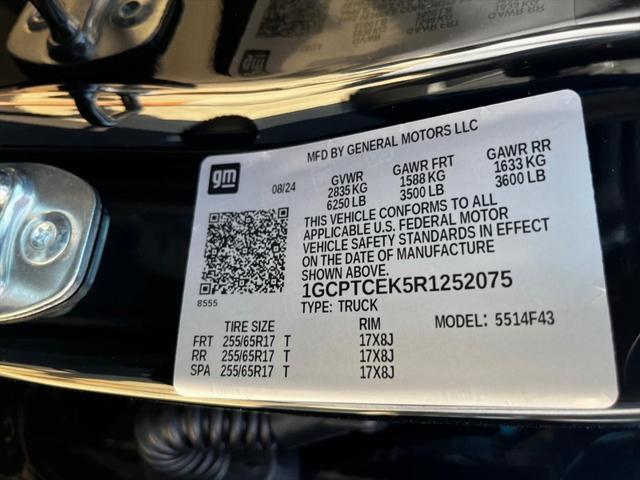 MFD BY GENERAL MOTORS LLC
gm
08/24
GVWR
2835 KG
6250 LB
GAWR FRT
1588 KG
3500 LB
GAWR RR
1633 KG
3600 LB
THIS VEHICLE CONFORMS TO ALL
APPLICABLE U.S. FEDERAL MOTOR
VEHICLE SAFETY STANDARDS IN EFFECT
ON THE DATE OF MANUFACTURE
SHOWN ABOVE.
8555
1GCPTCEK5R1252075
TYPE: TRUCK
MODEL: 5514F43
TIRE SIZE RIM
FRT 255/65R17 T 17X8J
RR 255/65R17 T 17X8J
SPA 255/65R17 T 17X8J